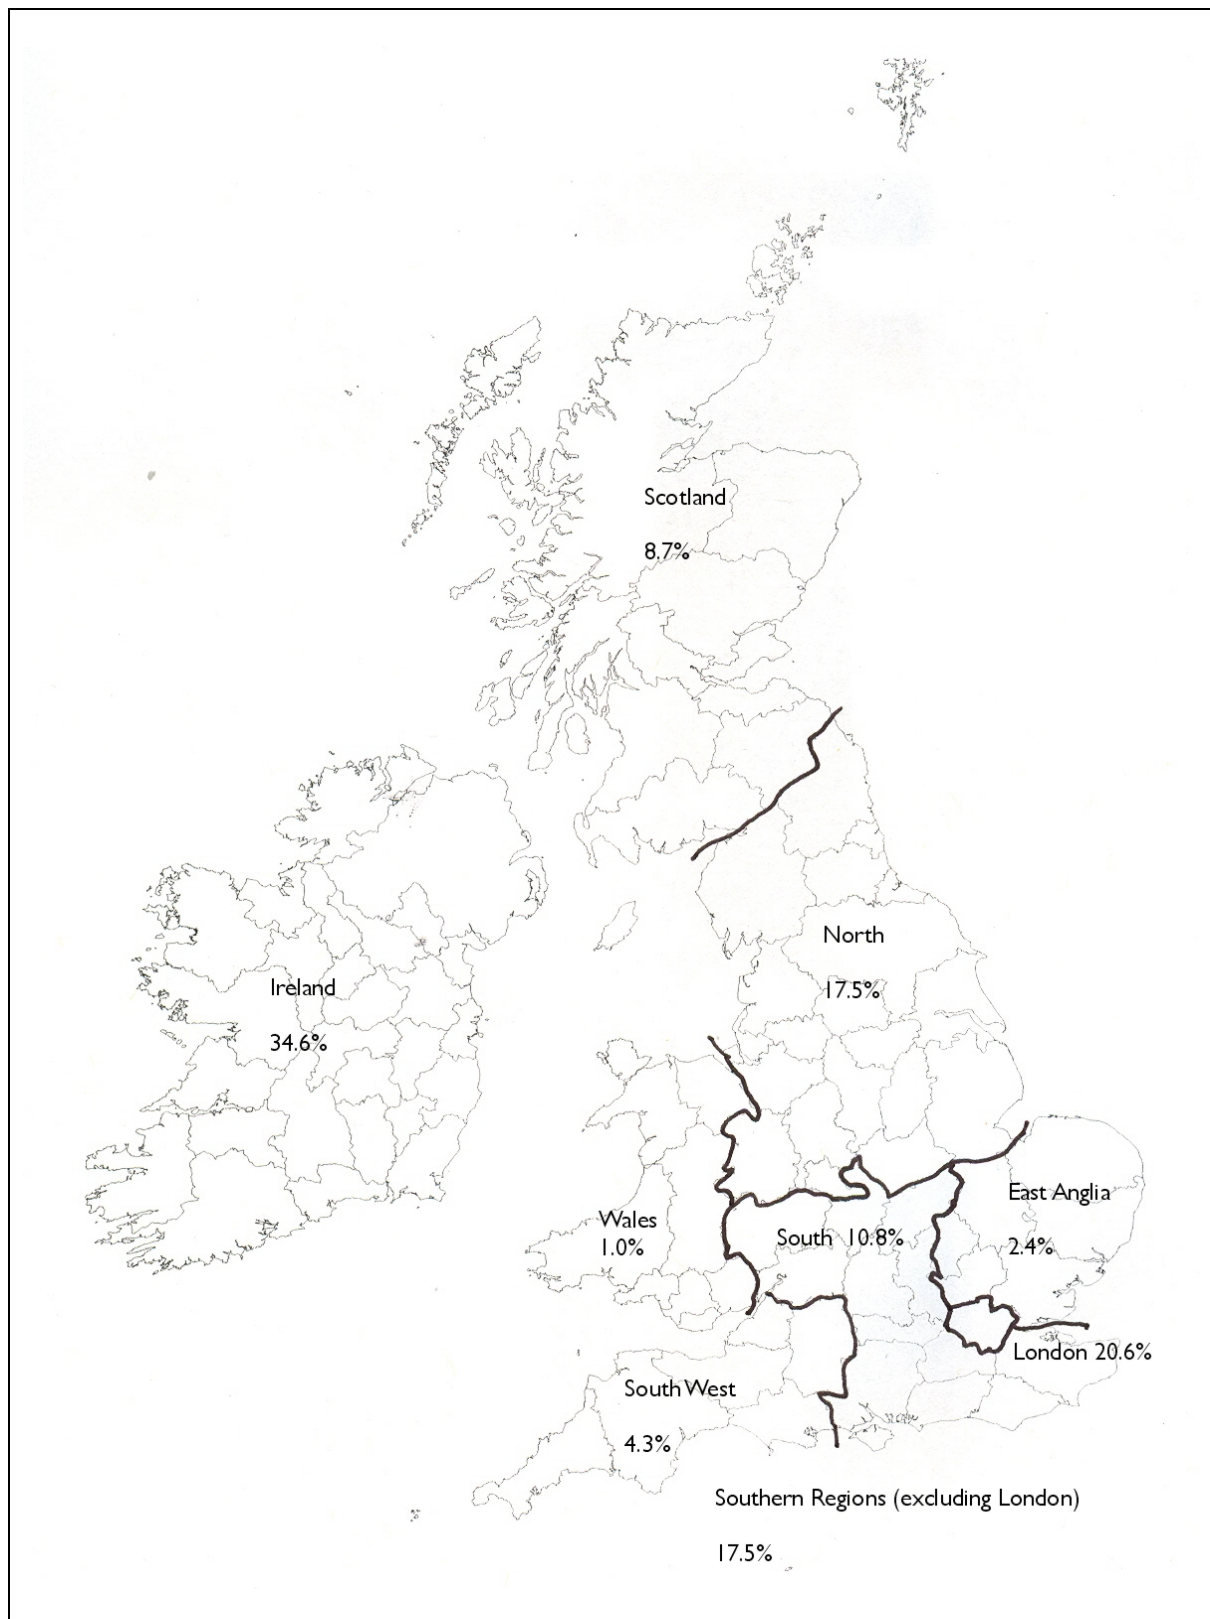 Scotland
8.7%
North
17.5%
Ireland
34.6%
East Anglia
2.4%
Wales
1.0%
South 10.8%
London 20.6%
South West
4.3%
Southern Regions (excluding London)
17.5%